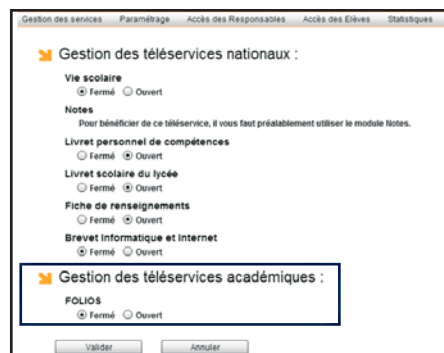 Gestion des services Paramétrage Accès des Responsables Accès des Elèves Statistiques
Gestion des téléservices nationaux :
Vie scolaire
Fermé Ouvert
Notes
Pour bénéficier de ce téléservice, il vous faut préalablement utiliser le module Notes.
Livret personnel de compétences
Fermé Ouvert
Livret scolaire du lycée
Fermé Ouvert
Fiche de renseignements
Fermé Ouvert
Brevet Informatique et Internet
Fermé Ouvert
Gestion des téléservices académiques :
FOLIOS
Fermé Ouvert
Valider Annuler